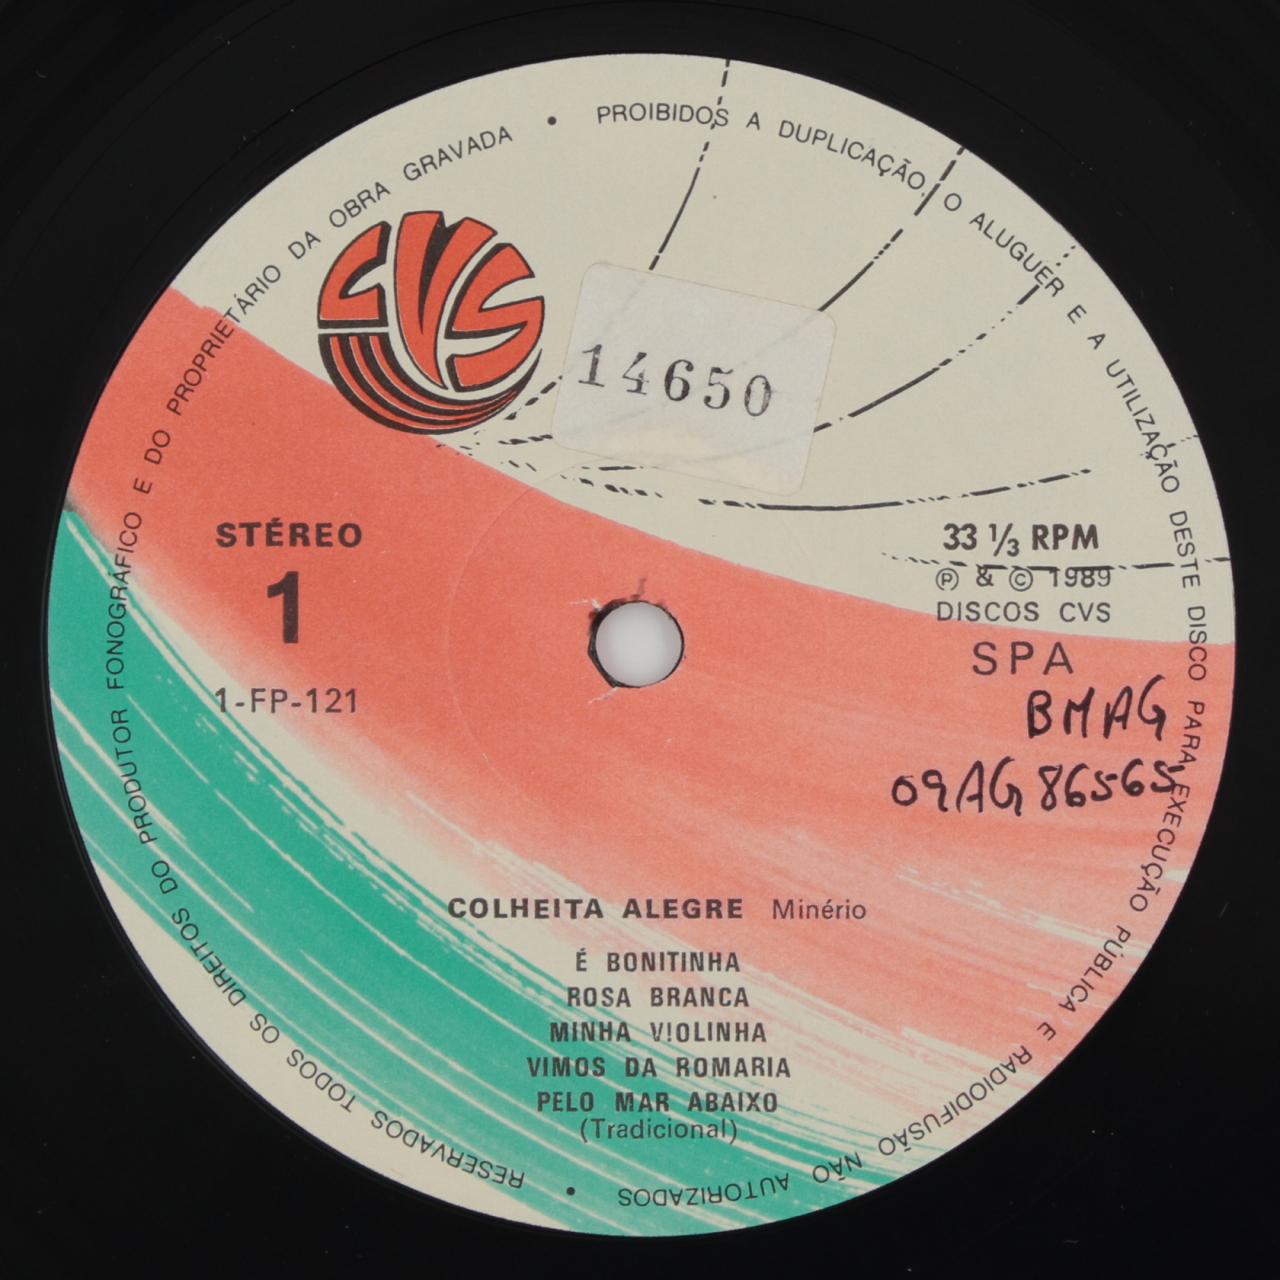 RESERVADOS TODOS OS DIREITOS DO PRODUTOR FONOGRÁFICO E DO PROPRIETÁRIO DA OBRA GRAVADA • PROIBIDOS A DUPLICAÇÃO, O ALUGUER E A UTILIZAÇÃO DESTE DISCO PARA EXECUÇÃO PÚBLICA E RADIODIFUSÃO NÃO AUTORIZADOS •
CVS
14650
STÉREO
1
1-FP-121
33 1/3 RPM
Ⓟ & © 1989
DISCOS CVS
SPA
BMAG
09AG86565
COLHEITA ALEGRE Minério
É BONITINHA
ROSA BRANCA
MINHA V!OLINHA
VIMOS DA ROMARIA
PELO MAR ABAIXO
(Tradicional)